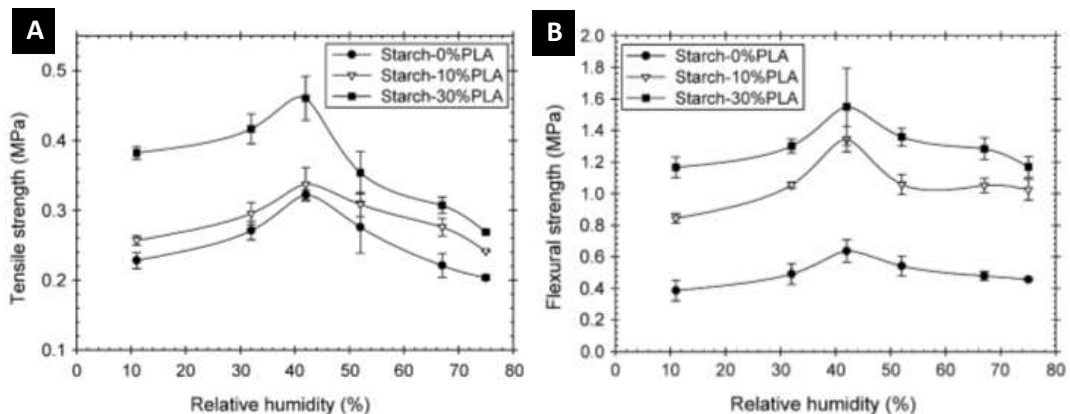 A
Tensile strength (MPa)
0.5
0.4
0.3
0.2
0.1
Starch-0%PLA
Starch-10%PLA
Starch-30%PLA
0 10 20 30 40 50 60 70 80
Relative humidity (%)
B
Flexural strength (MPa)
2.0
1.8
1.6
1.4
1.2
1.0
0.8
0.6
0.4
0.2
0.0
Starch-0%PLA
Starch-10%PLA
Starch-30%PLA
0 10 20 30 40 50 60 70 80
Relative humidity (%)